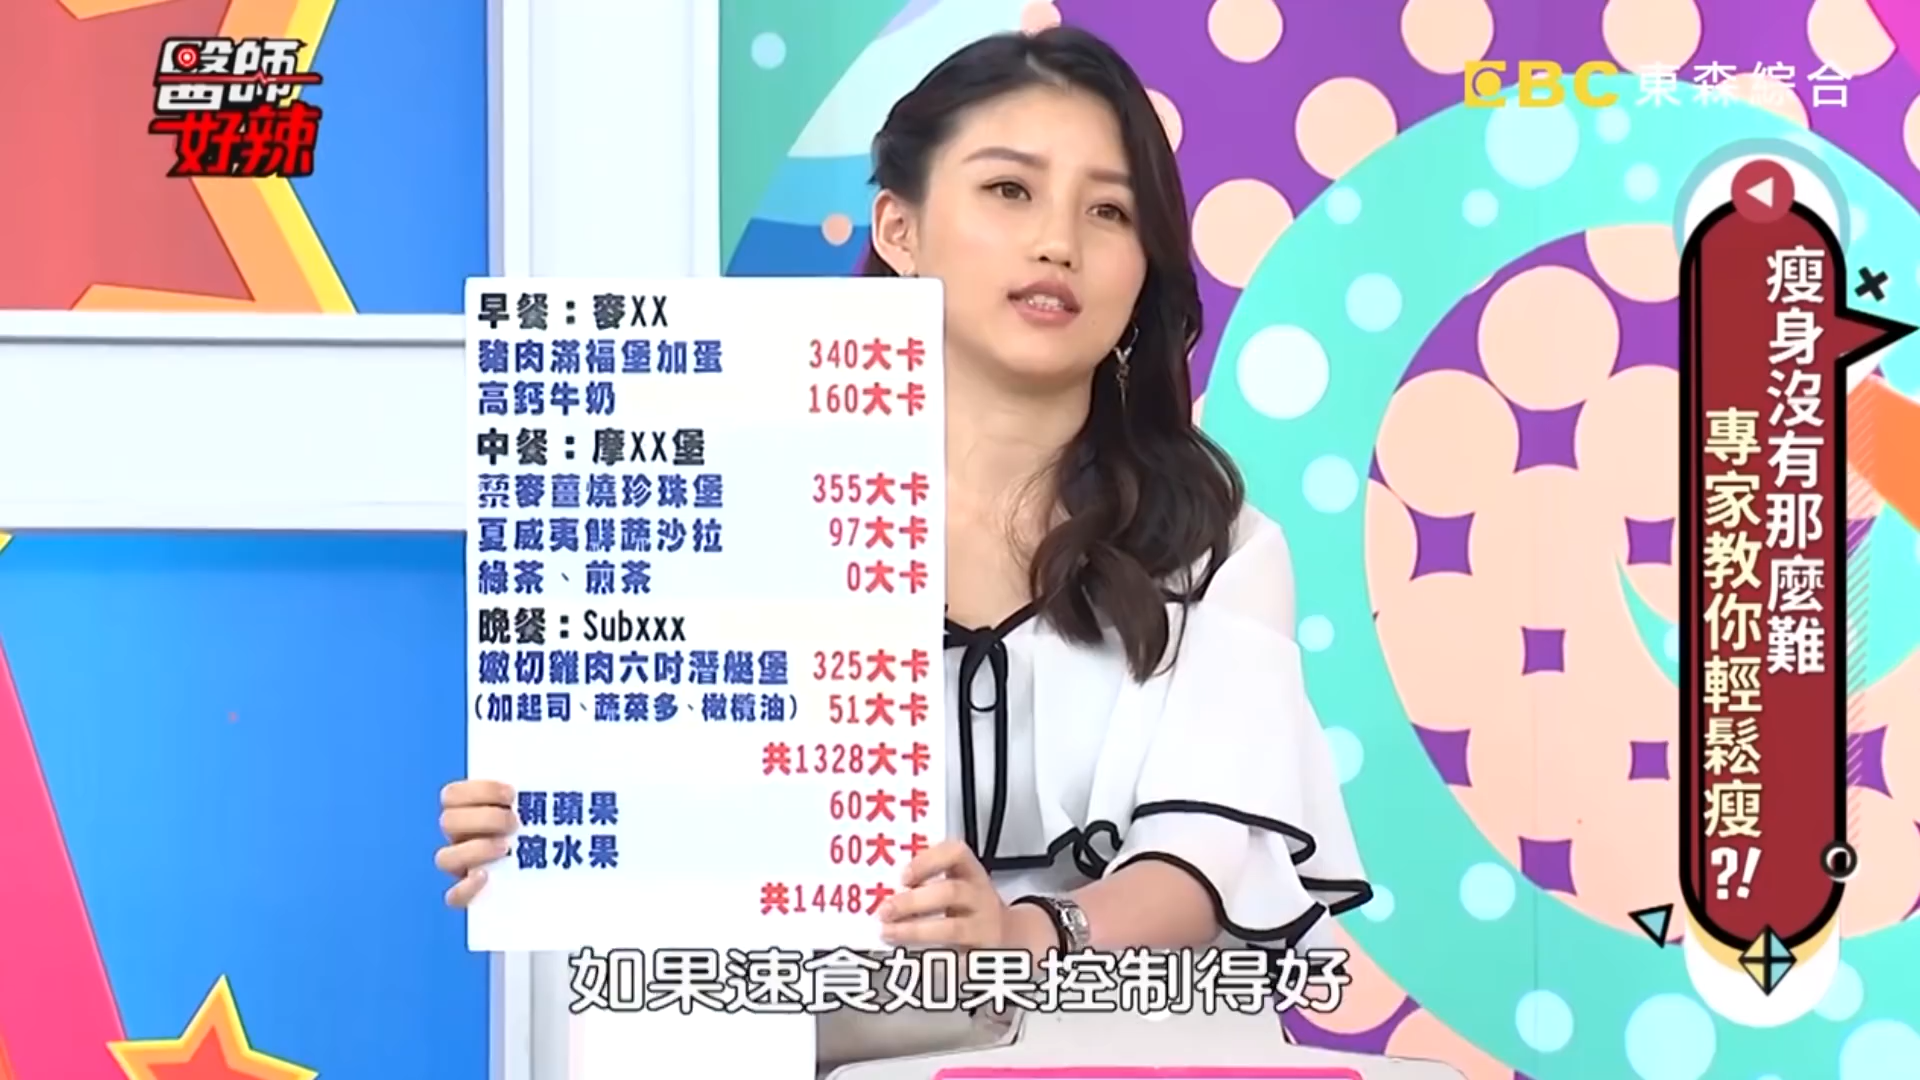 醫師
好辣
EBC 東森綜合
瘦身沒有那麼難
專家教你輕鬆瘦?!
早餐：麥XX
豬肉滿福堡加蛋 340大卡
高鈣牛奶 160大卡
中餐：摩XX堡
藜麥薑燒珍珠堡 355大卡
夏威夷鮮蔬沙拉 97大卡
綠茶、煎茶 0大卡
晚餐：Subxxx
嫩切雞肉六吋潛艇堡 325大卡
(加起司、蔬菜多、橄欖油) 51大卡
共1328大卡
顆蘋果 60大卡
碗水果 60大卡
共1448大
如果速食如果控制得好